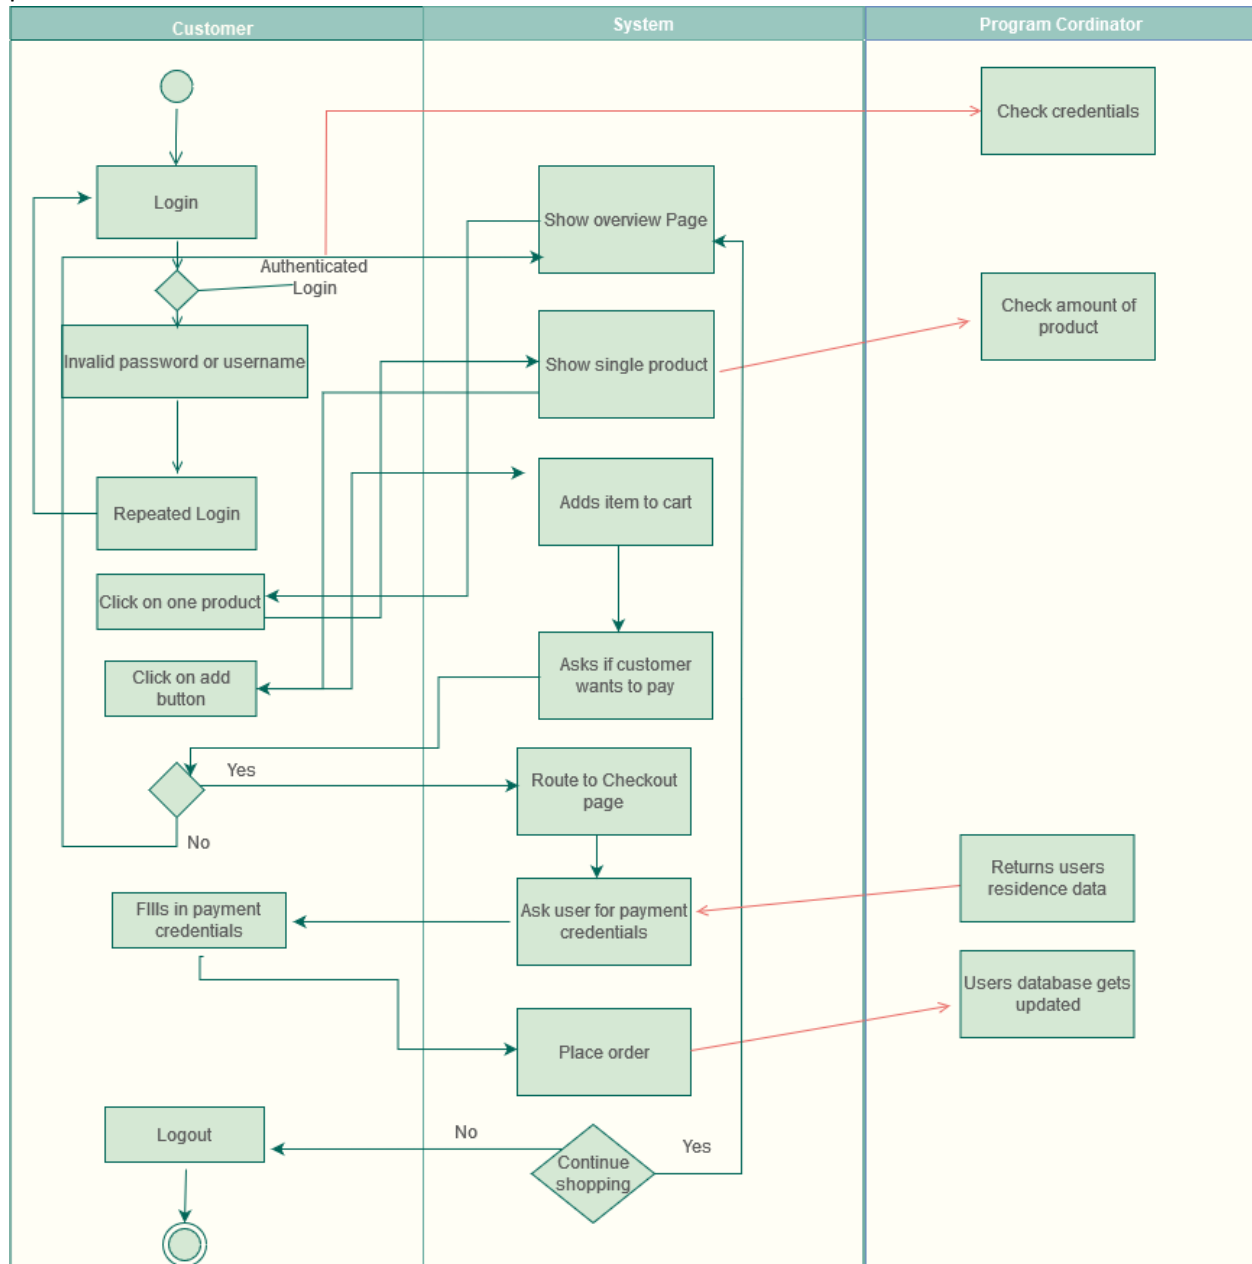 Customer
System
Program Cordinator
Check credentials
Login
Show overview Page
Authenticated
Login
Check amount of
product
Invalid password or username
Show single product
Adds item to cart
Repeated Login
Click on one product
Click on add
button
Asks if customer
wants to pay
Yes
Route to Checkout
page
No
Returns users
residence data
FIlls in payment
credentials
Ask user for payment
credentials
Users database gets
updated
Place order
Logout
No
Yes
Continue
shopping